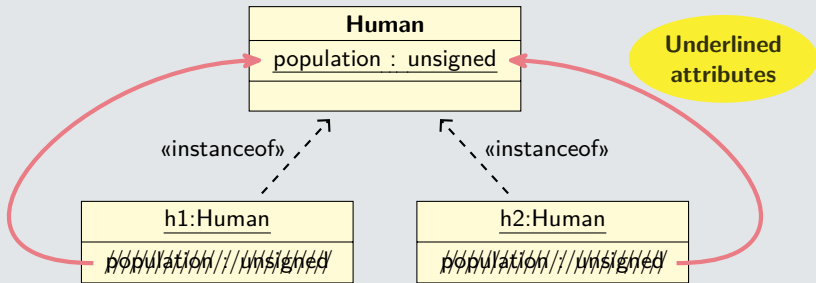 Human
population : unsigned
Underlined
attributes
«instanceof»
«instanceof»
h1:Human
h2:Human
population : unsigned
population : unsigned